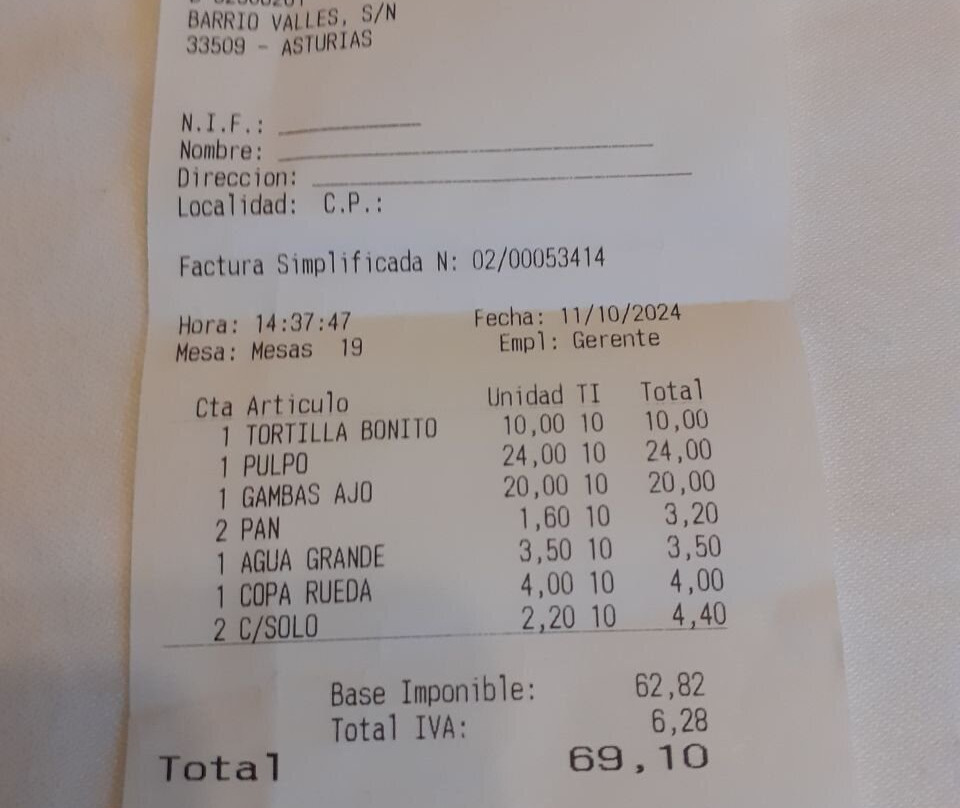 BARRIO VALLES, S/N
33509 - ASTURIAS
N.I.F.:
Nombre:
Direccion:
Localidad: C.P.:
Factura Simplificada N: 02/00053414
Hora: 14:37:47 Fecha: 11/10/2024
Mesa: Mesas 19 Empl: Gerente
Cta Articulo Unidad TI Total
1 TORTILLA BONITO 10,00 10 10,00
1 PULPO 24,00 10 24,00
1 GAMBAS AJO 20,00 10 20,00
2 PAN 1,60 10 3,20
1 AGUA GRANDE 3,50 10 3,50
1 COPA RUEDA 4,00 10 4,00
2 C/SOLO 2,20 10 4,40
Base Imponible: 62,82
Total IVA: 6,28
Total 69,10